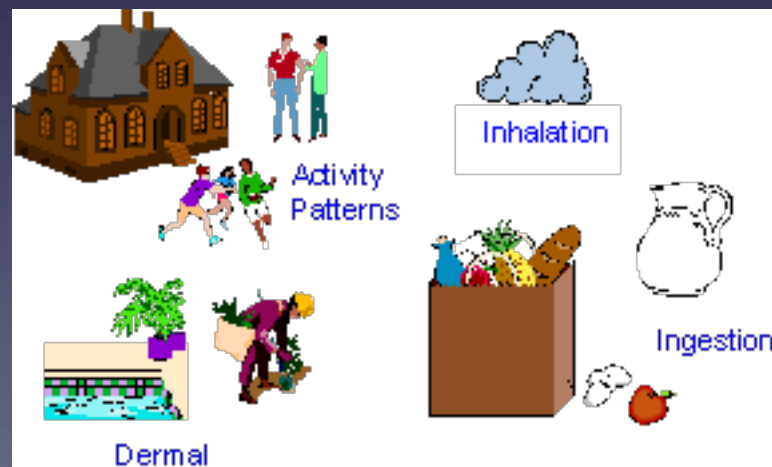 Inhalation
Activity
Patterns
Ingestion
Dermal